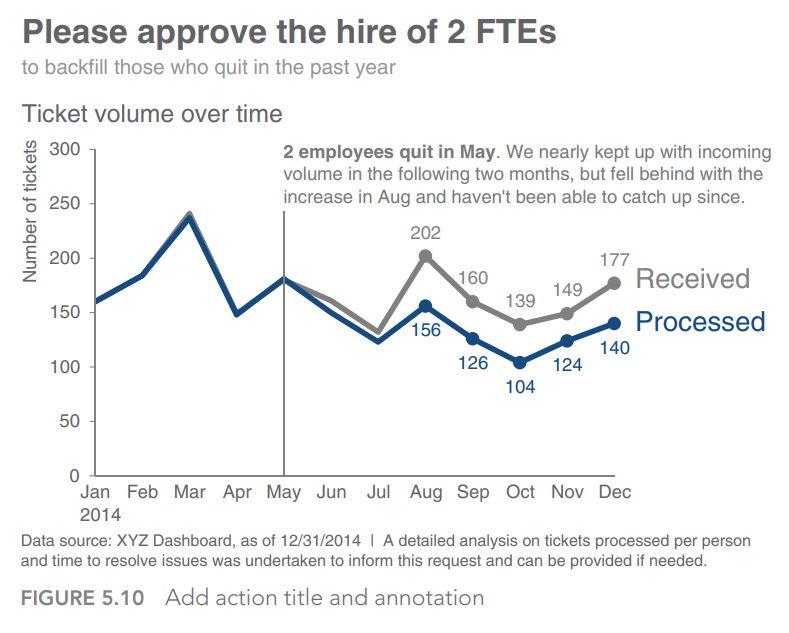 Please approve the hire of 2 FTEs
to backfill those who quit in the past year
Ticket volume over time
Number of tickets
300
250
200
150
100
50
0
2 employees quit in May. We nearly kept up with incoming
volume in the following two months, but fell behind with the
increase in Aug and haven't been able to catch up since.
202
160
139
149
177
Received
156
126
104
124
140
Processed
Jan Feb Mar Apr May Jun Jul Aug Sep Oct Nov Dec
2014
Data source: XYZ Dashboard, as of 12/31/2014 | A detailed analysis on tickets processed per person
and time to resolve issues was undertaken to inform this request and can be provided if needed.
FIGURE 5.10 Add action title and annotation